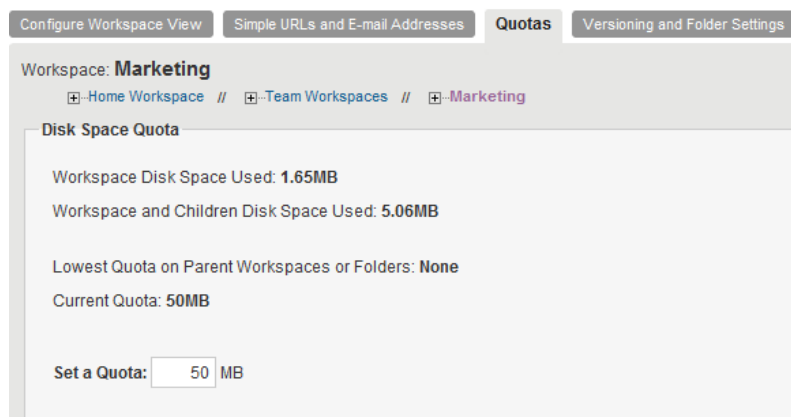 Configure Workspace View Simple URLs and E-mail Addresses Quotas Versioning and Folder Settings
Workspace: Marketing
Home Workspace // Team Workspaces // Marketing
Disk Space Quota
Workspace Disk Space Used: 1.65MB
Workspace and Children Disk Space Used: 5.06MB
Lowest Quota on Parent Workspaces or Folders: None
Current Quota: 50MB
Set a Quota: 50 MB